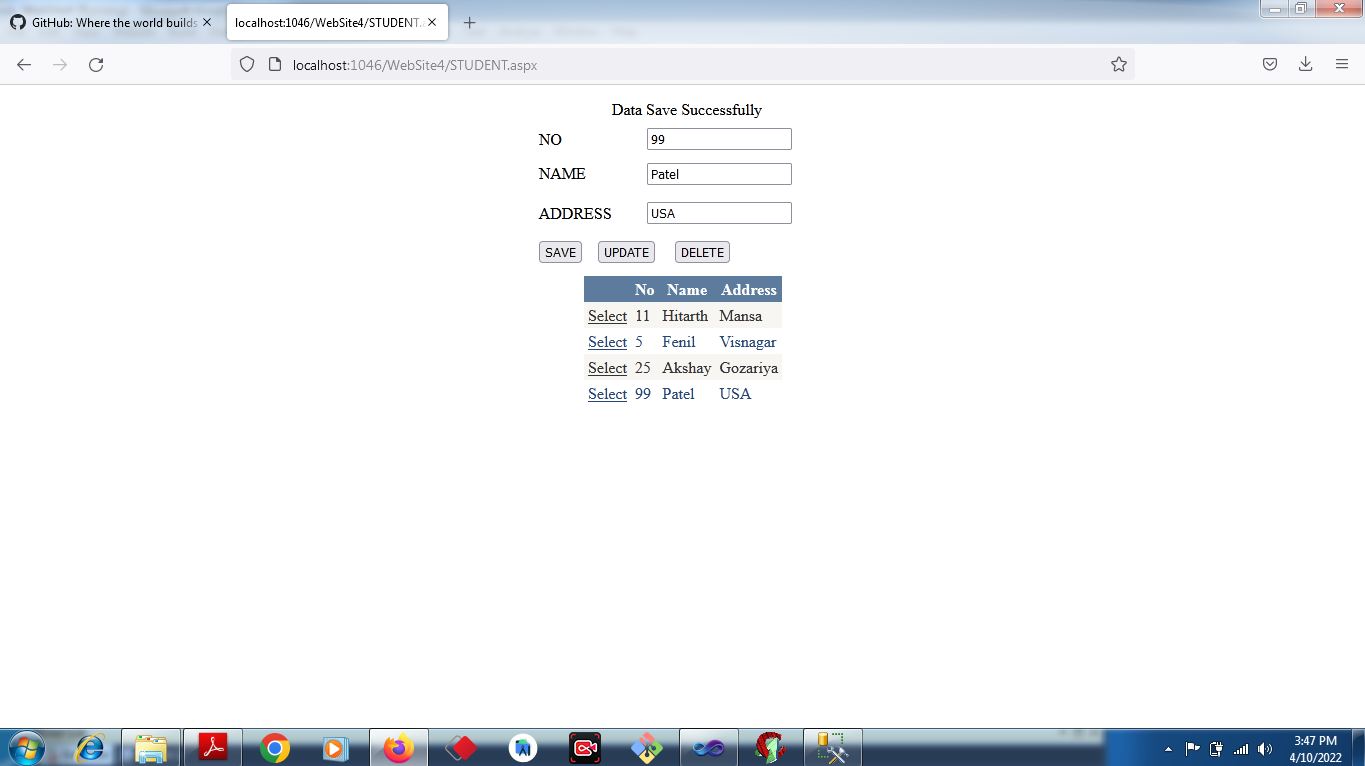 GitHub: Where the world builds
localhost:1046/WebSite4/STUDENT.
localhost:1046/WebSite4/STUDENT.aspx
Data Save Successfully
NO 99
NAME Patel
ADDRESS USA
SAVE UPDATE DELETE
No Name Address
Select 11 Hitarth Mansa
Select 5 Fenil Visnagar
Select 25 Akshay Gozariya
Select 99 Patel USA
3:47 PM
4/10/2022